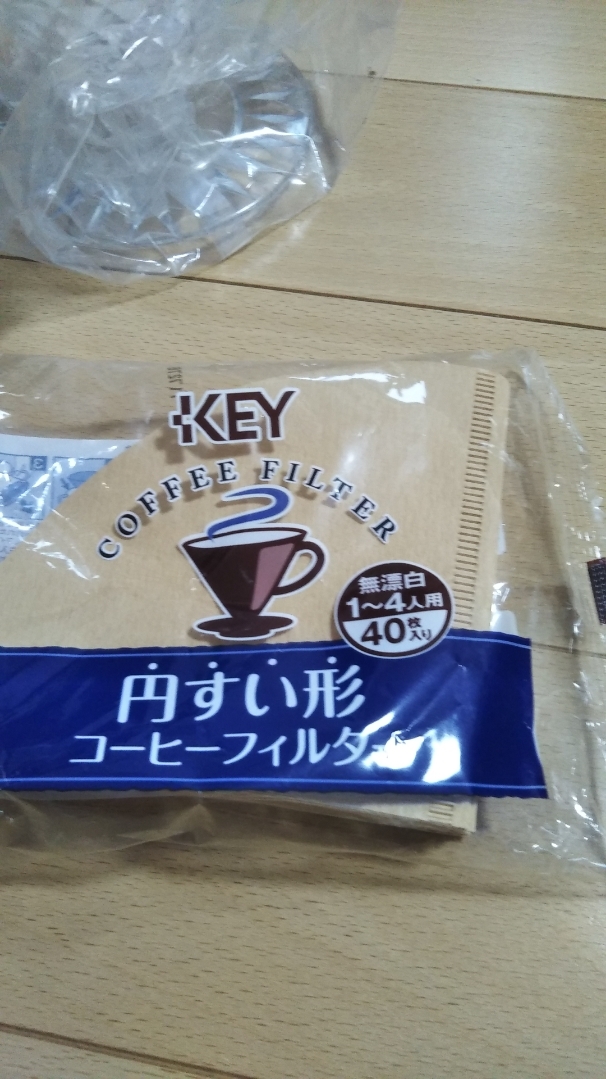 KEY
COFFEE FILTER
無漂白
1〜4人用
40枚入り
円すい形
コーヒーフィルター